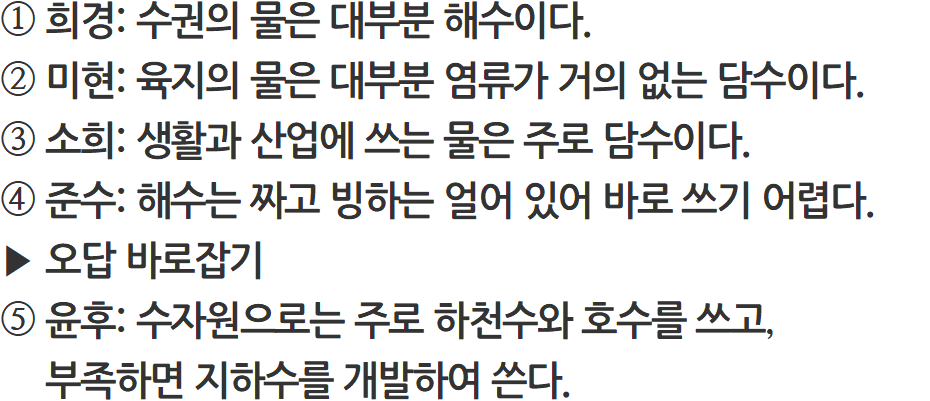 ① 희경: 수권의 물은 대부분 해수이다.
② 미현: 육지의 물은 대부분 염류가 거의 없는 담수이다.
③ 소희: 생활과 산업에 쓰는 물은 주로 담수이다.
④ 준수: 해수는 짜고 빙하는 얼어 있어 바로 쓰기 어렵다.
▶ 오답 바로잡기
⑤ 윤후: 수자원으로는 주로 하천수와 호수를 쓰고,
부족하면 지하수를 개발하여 쓴다.